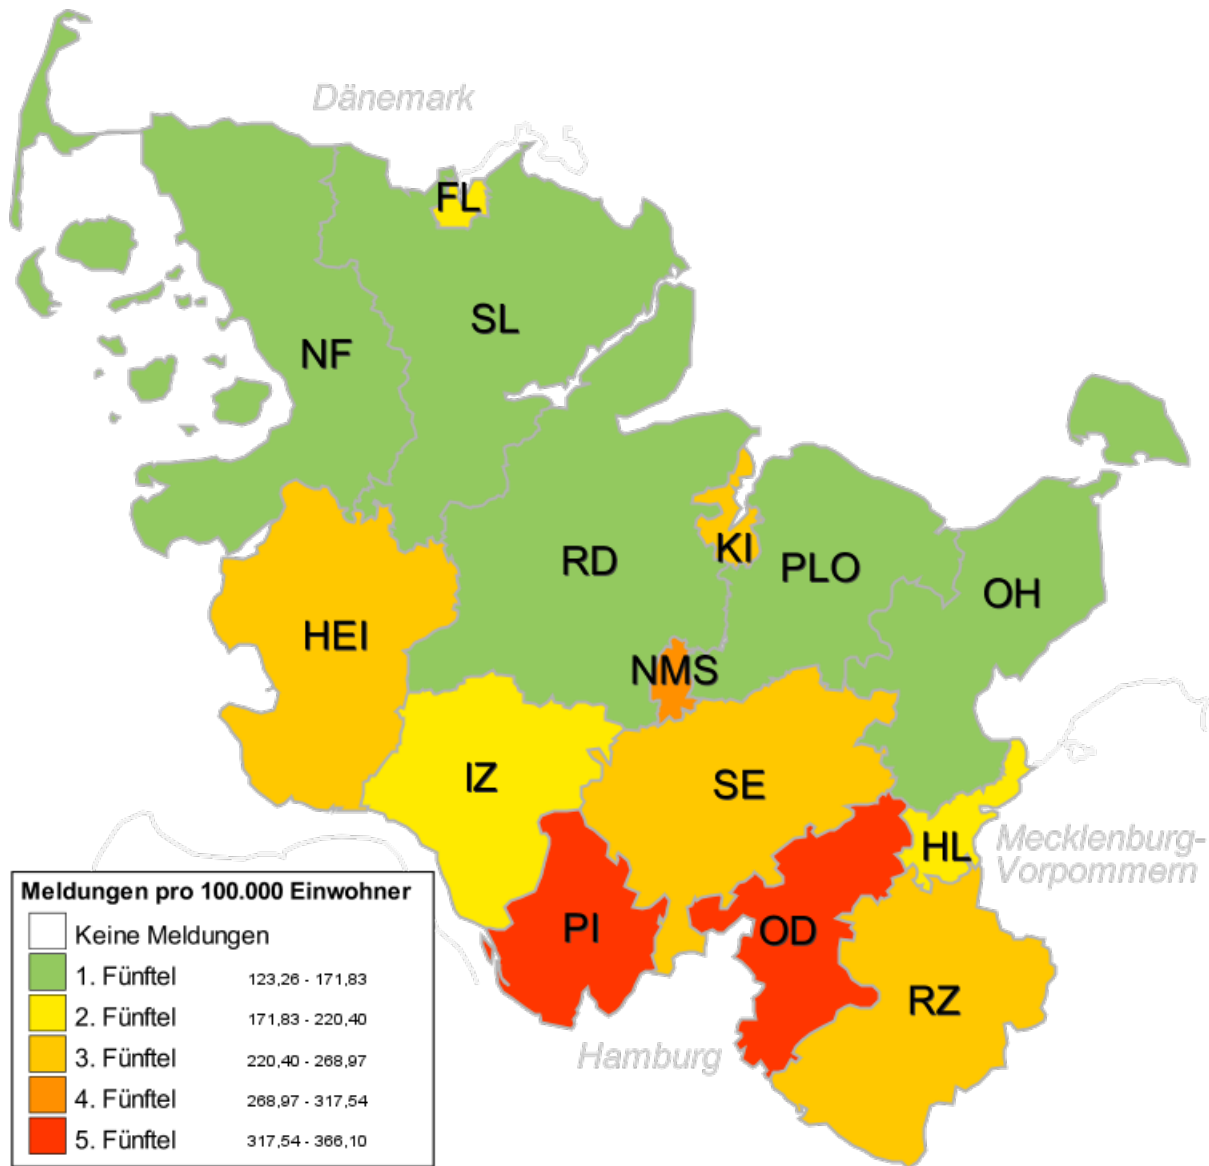 Dänemark
FL
SL
NF
KI
RD
PLO
OH
HEI
NMS
IZ
SE
HL
Mecklenburg-
Vorpommern
PI
OD
RZ
Hamburg
Meldungen pro 100.000 Einwohner
Keine Meldungen
1. Fünftel 123,26 - 171,83
2. Fünftel 171,83 - 220,40
3. Fünftel 220,40 - 268,97
4. Fünftel 268,97 - 317,54
5. Fünftel 317,54 - 366,10